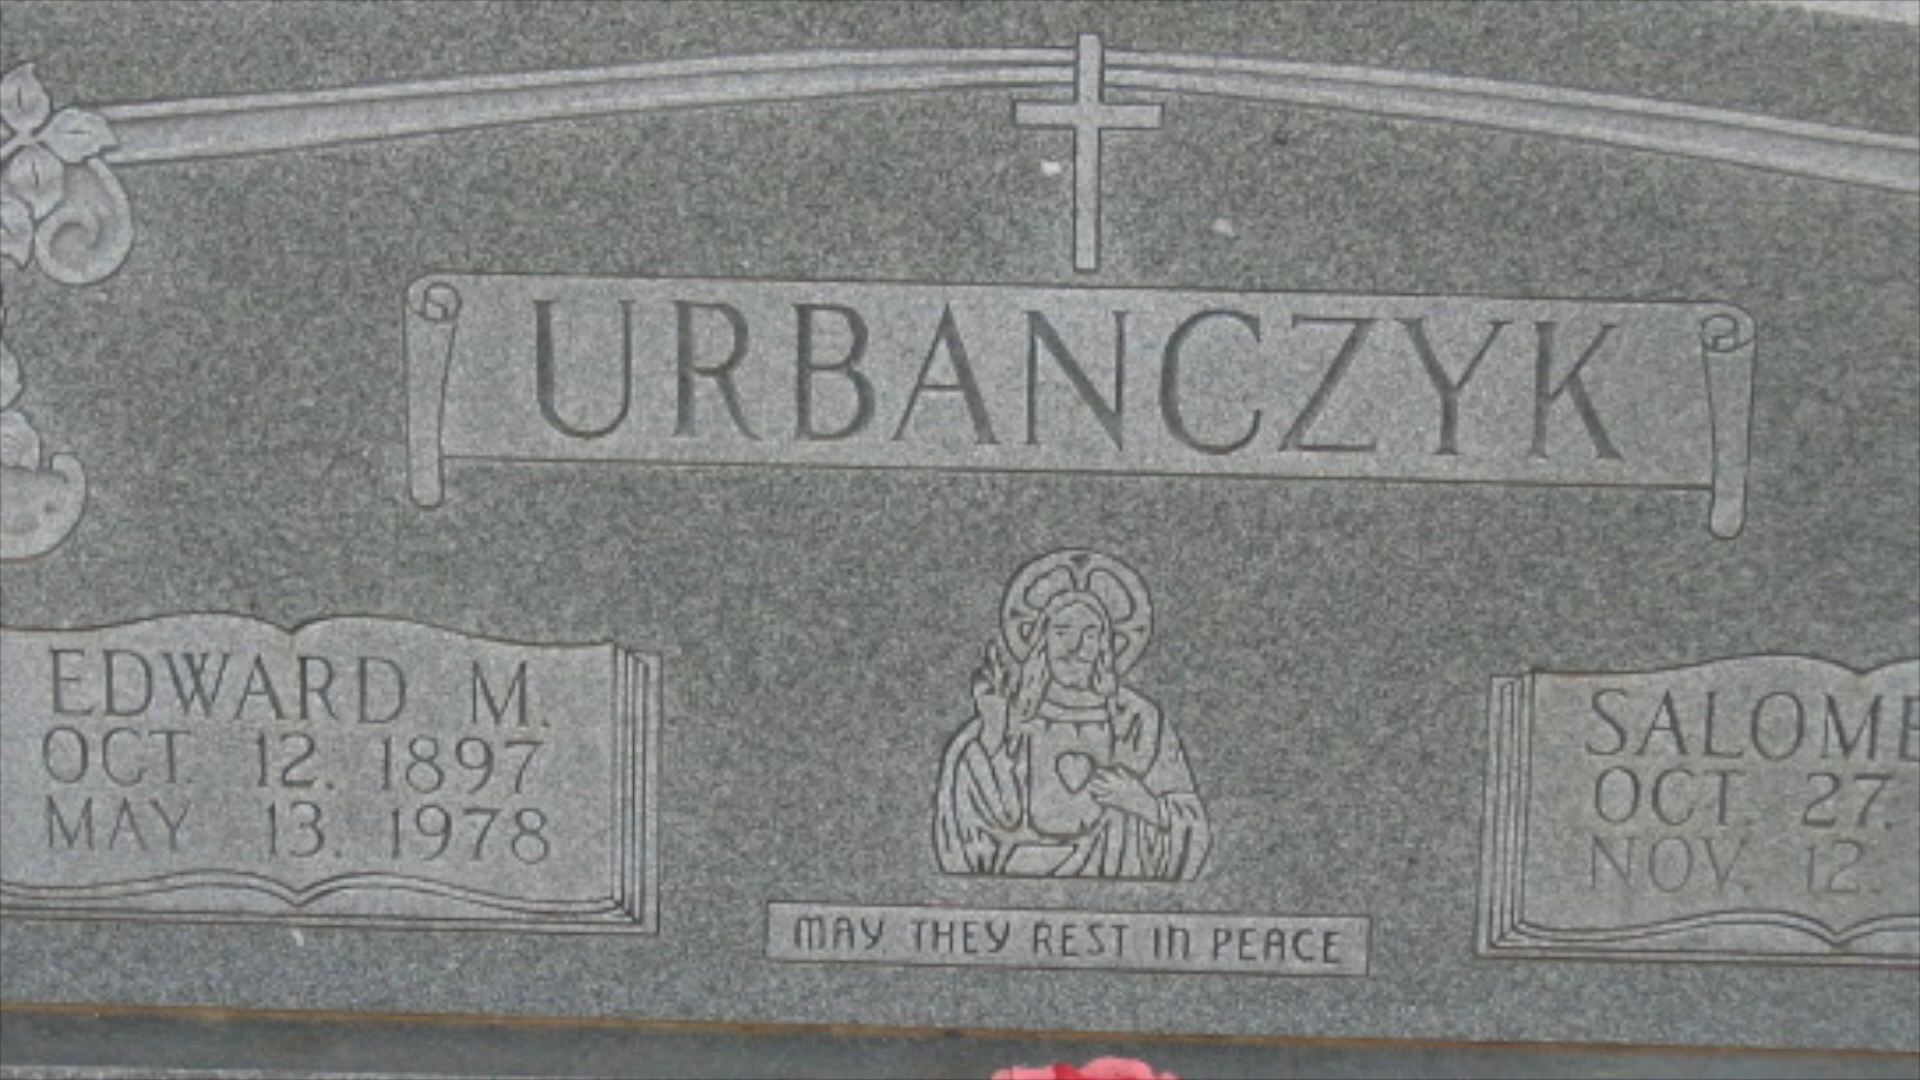 URBANCZYK
EDWARD M.
OCT. 12. 1897
MAY 13. 1978
SALOME
OCT. 27.
NOV. 12.
MAY THEY REST In PEACE